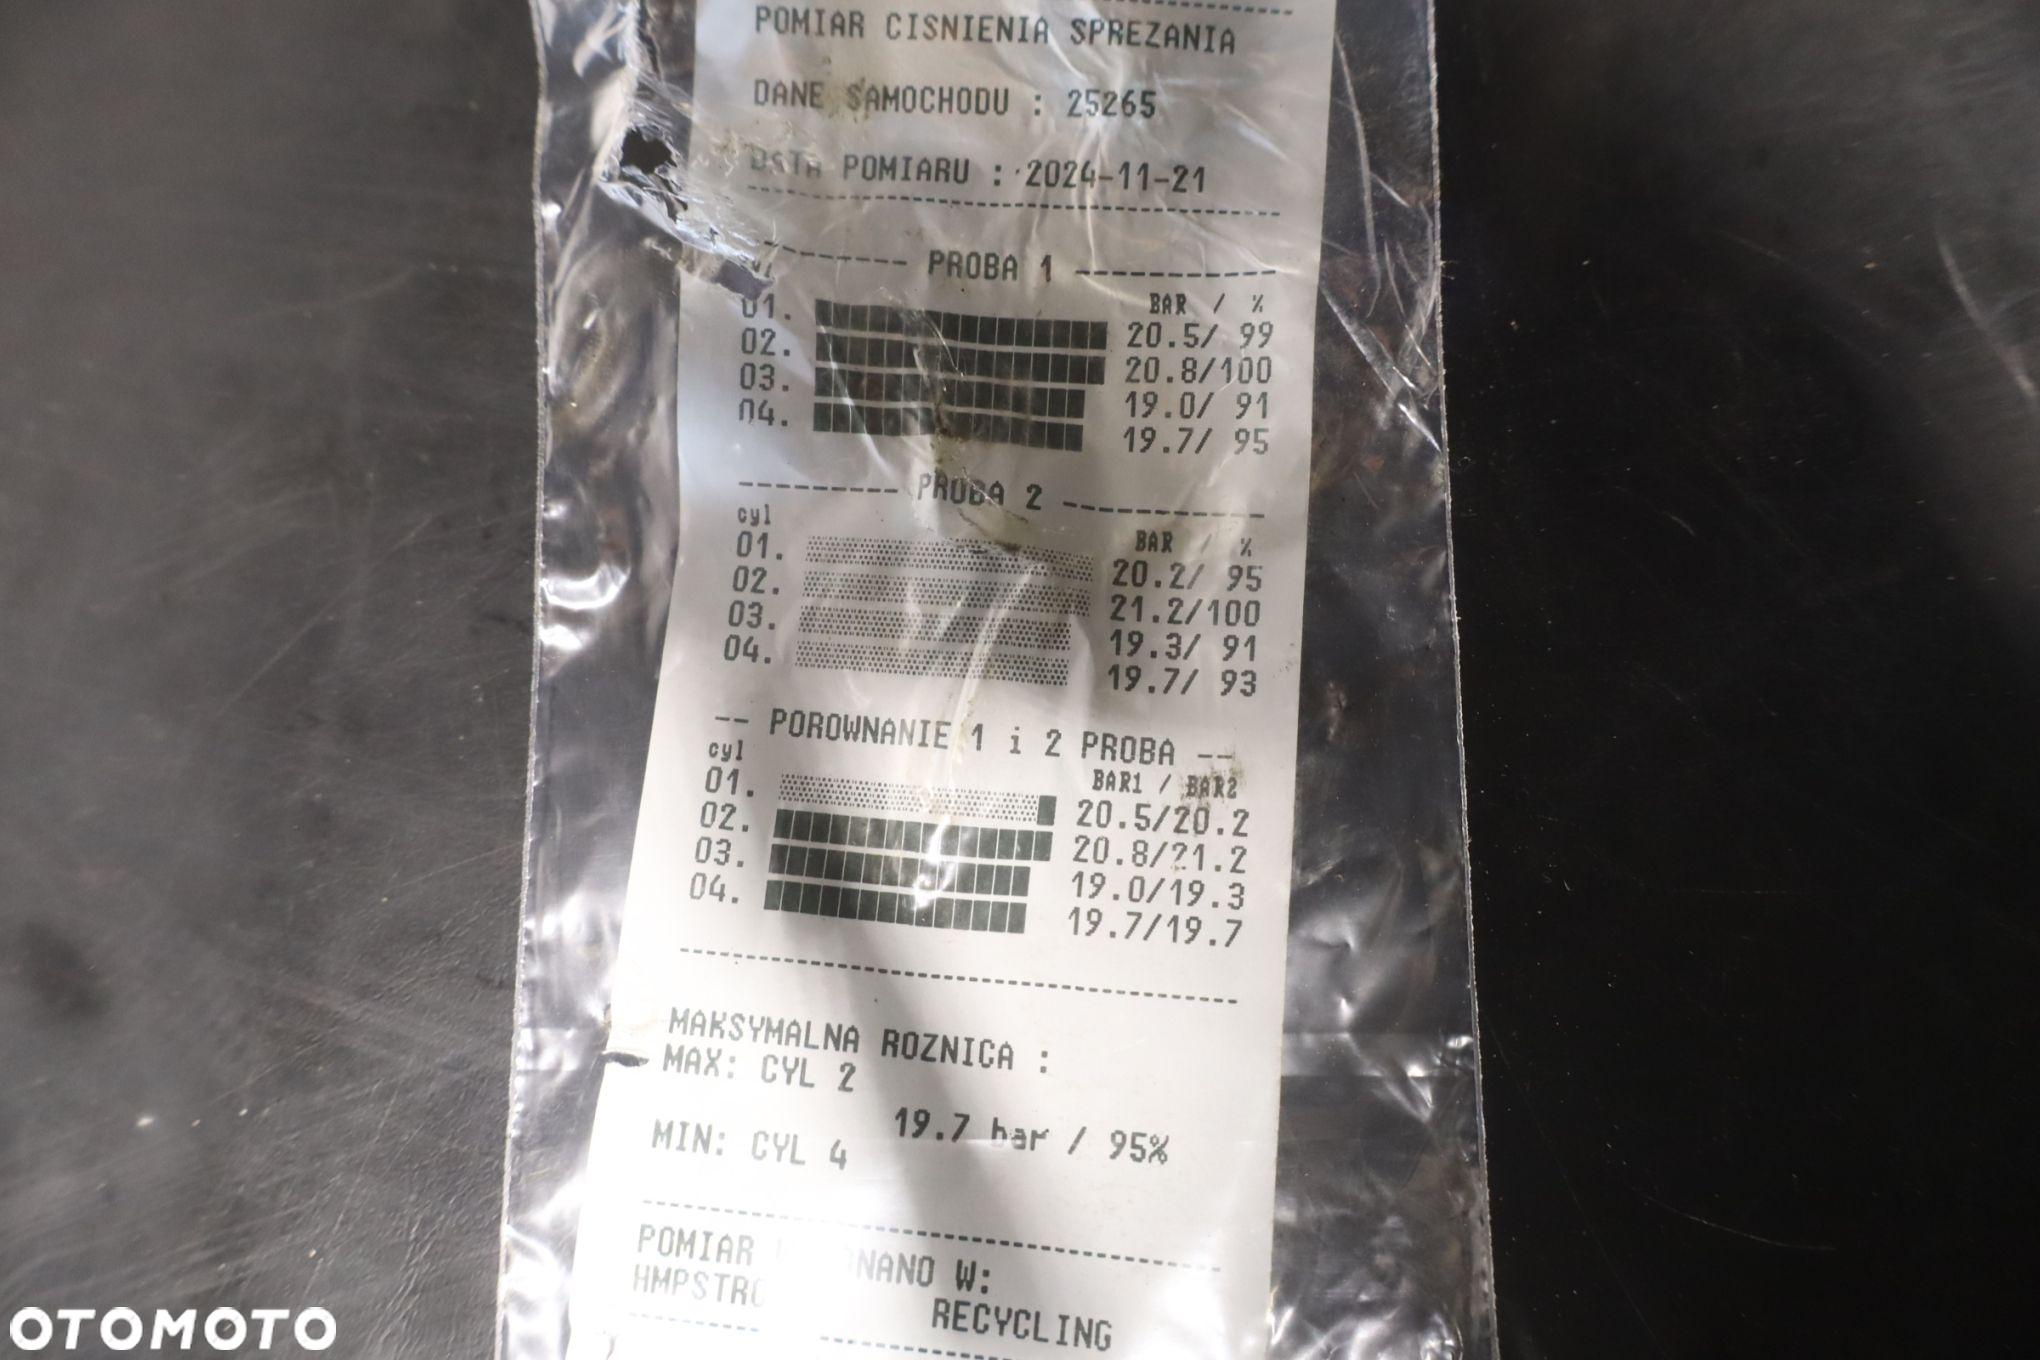 POMIAR CISNIENIA SPREZANIA
DANE SAMOCHODU : 25265
POMIARU : 2024-11-21
PROBA 1
BAR / %
01. 20.5/ 99
02. 20.8/100
03. 19.0/ 91
04. 19.7/ 95
PROBA 2
cyl BAR / %
01. 20.2/ 95
02. 21.2/100
03. 19.3/ 91
04. 19.7/ 93
-- POROWNANIE 1 i 2 PROBA --
cyl BAR1 / BAR2
01. 20.5/20.2
02. 20.8/21.2
03. 19.0/19.3
04. 19.7/19.7
MAKSYMALNA ROZNICA :
MAX: CYL 2
19.7 bar / 95%
MIN: CYL 4
POMIAR W:
RECYCLING
OTOMOTO